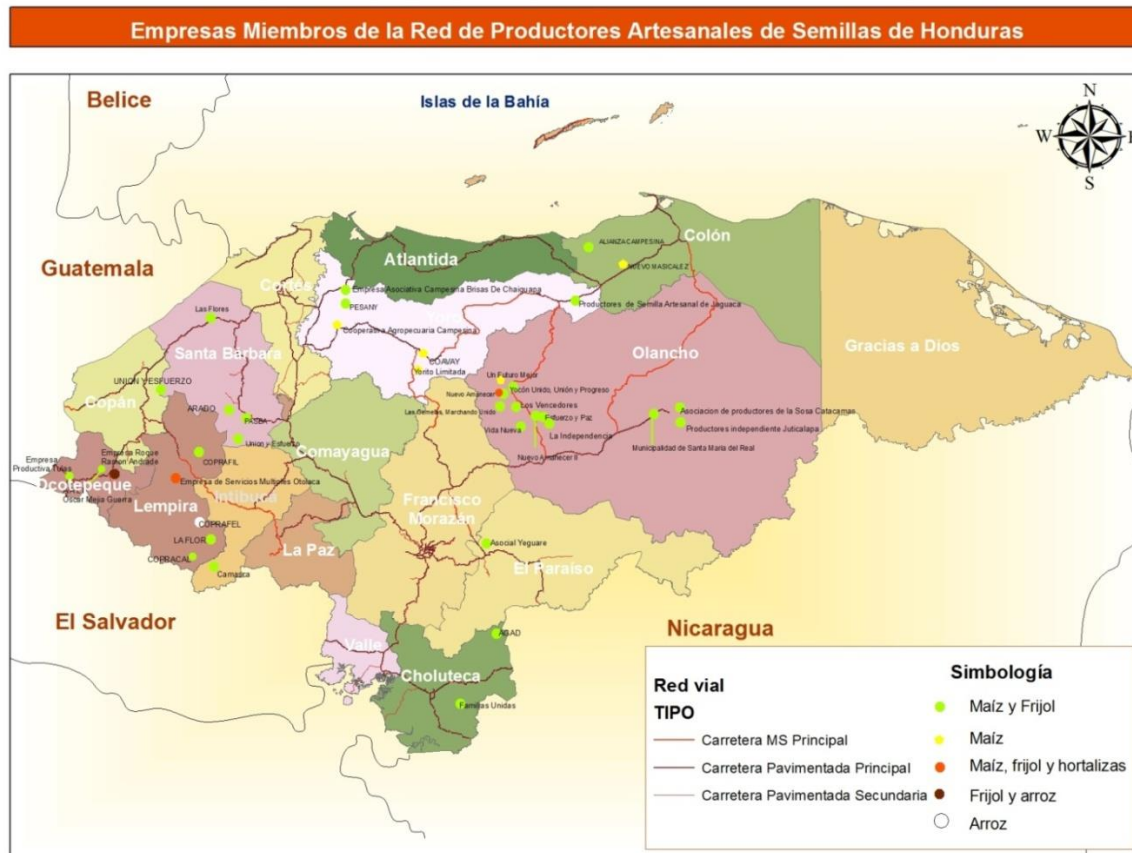 Empresas Miembros de la Red de Productores Artesanales de Semillas de Honduras
Belice
Islas de la Bahía
N
W
E
S
Guatemala
Atlantida
Colón
ALIANZA CAMPESINA
NUEVO MASICALEZ
Cortés
Empresa Asociativa Campesina Brisas De Chaiguapa
PESANY
Productores de Semilla Artesanal de Jaguaca
Las Flores
Cooperativa Agropecuaria Campesina
Santa Bárbara
COAVAY
Yorito Limitada
Olancho
Gracias a Dios
UNION Y ESFUERZO
Un Futuro Mejor
Nuevo Amanecer
Yocón Unido, Unión y Progreso
Copán
ARADO
PASBA
Las Gemelas, Marchando Unido
Los Vencedores
Esfuerzo y Paz
Asociacion de productores de la Sosa Catacamas
Vida Nueva
La Independencia
Productores independiente Juticalapa
Union y Esfuerzo
Comayagua
COPRAFIL
Nuevo Amanecer II
Municipalidad de Santa Maria del Real
Empresa Roque
Ramon Andrade
Empresa
Productiva Tulas
Ocotepeque
Empresa de Servicios Multiples Otolaca
Oscar Mejia Guerra
Intibuca
Lempira
Francisco
Morazán
COPRAFEL
LA FLOR
La Paz
Asocial Yeguare
COPRACAL
Camasca
El Paraiso
El Salvador
Nicaragua
AGAD
Valle
Choluteca
Familias Unidas
Red vial
TIPO
Carretera MS Principal
Carretera Pavimentada Principal
Carretera Pavimentada Secundaria
Simbología
Maíz y Frijol
Maíz
Maíz, frijol y hortalizas
Frijol y arroz
Arroz